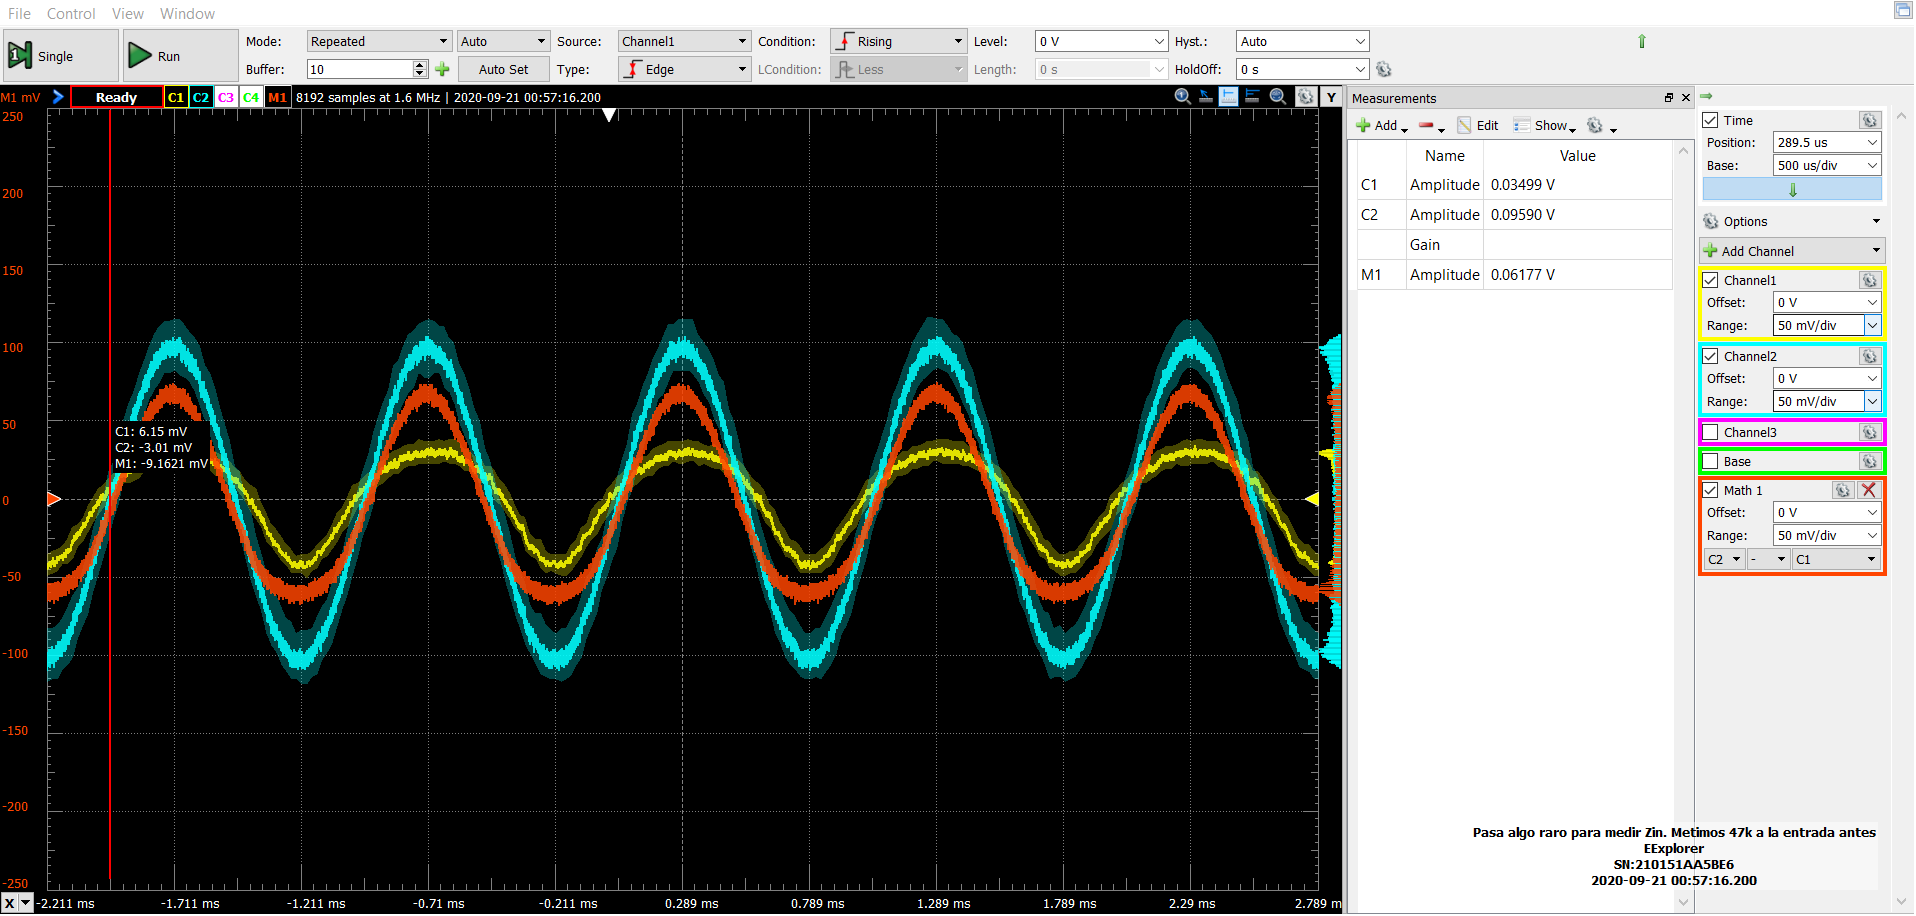 File Control View Window
Single Run Mode: Repeated Auto Source: Channel1 Condition: Rising Level: 0 V Hyst.: Auto
Buffer: 10 Auto Set Type: Edge LCondition: Less Length: 0 s HoldOff: 0 s
M1 mV Ready C1 C2 C3 C4 M1 8192 samples at 1.6 MHz | 2020-09-21 00:57:16.200 Y
250
200
150
100
50
0
-50
-100
-150
-200
-250
C1: 6.15 mV
C2: -3.01 mV
M1: -9.1621 mV
X -2.211 ms -1.711 ms -1.211 ms -0.71 ms -0.211 ms 0.289 ms 0.789 ms 1.289 ms 1.789 ms 2.29 ms 2.789 m
Measurements
Add Edit Show
Name Value
C1 Amplitude 0.03499 V
C2 Amplitude 0.09590 V
Gain
M1 Amplitude 0.06177 V
Time
Position: 289.5 us
Base: 500 us/div
Options
Add Channel
Channel1
Offset: 0 V
Range: 50 mV/div
Channel2
Offset: 0 V
Range: 50 mV/div
Channel3
Base
Math 1
Offset: 0 V
Range: 50 mV/div
C2 - C1
Pasa algo raro para medir Zin. Metimos 47k a la entrada antes
EExplorer
SN:210151AA5BE6
2020-09-21 00:57:16.200